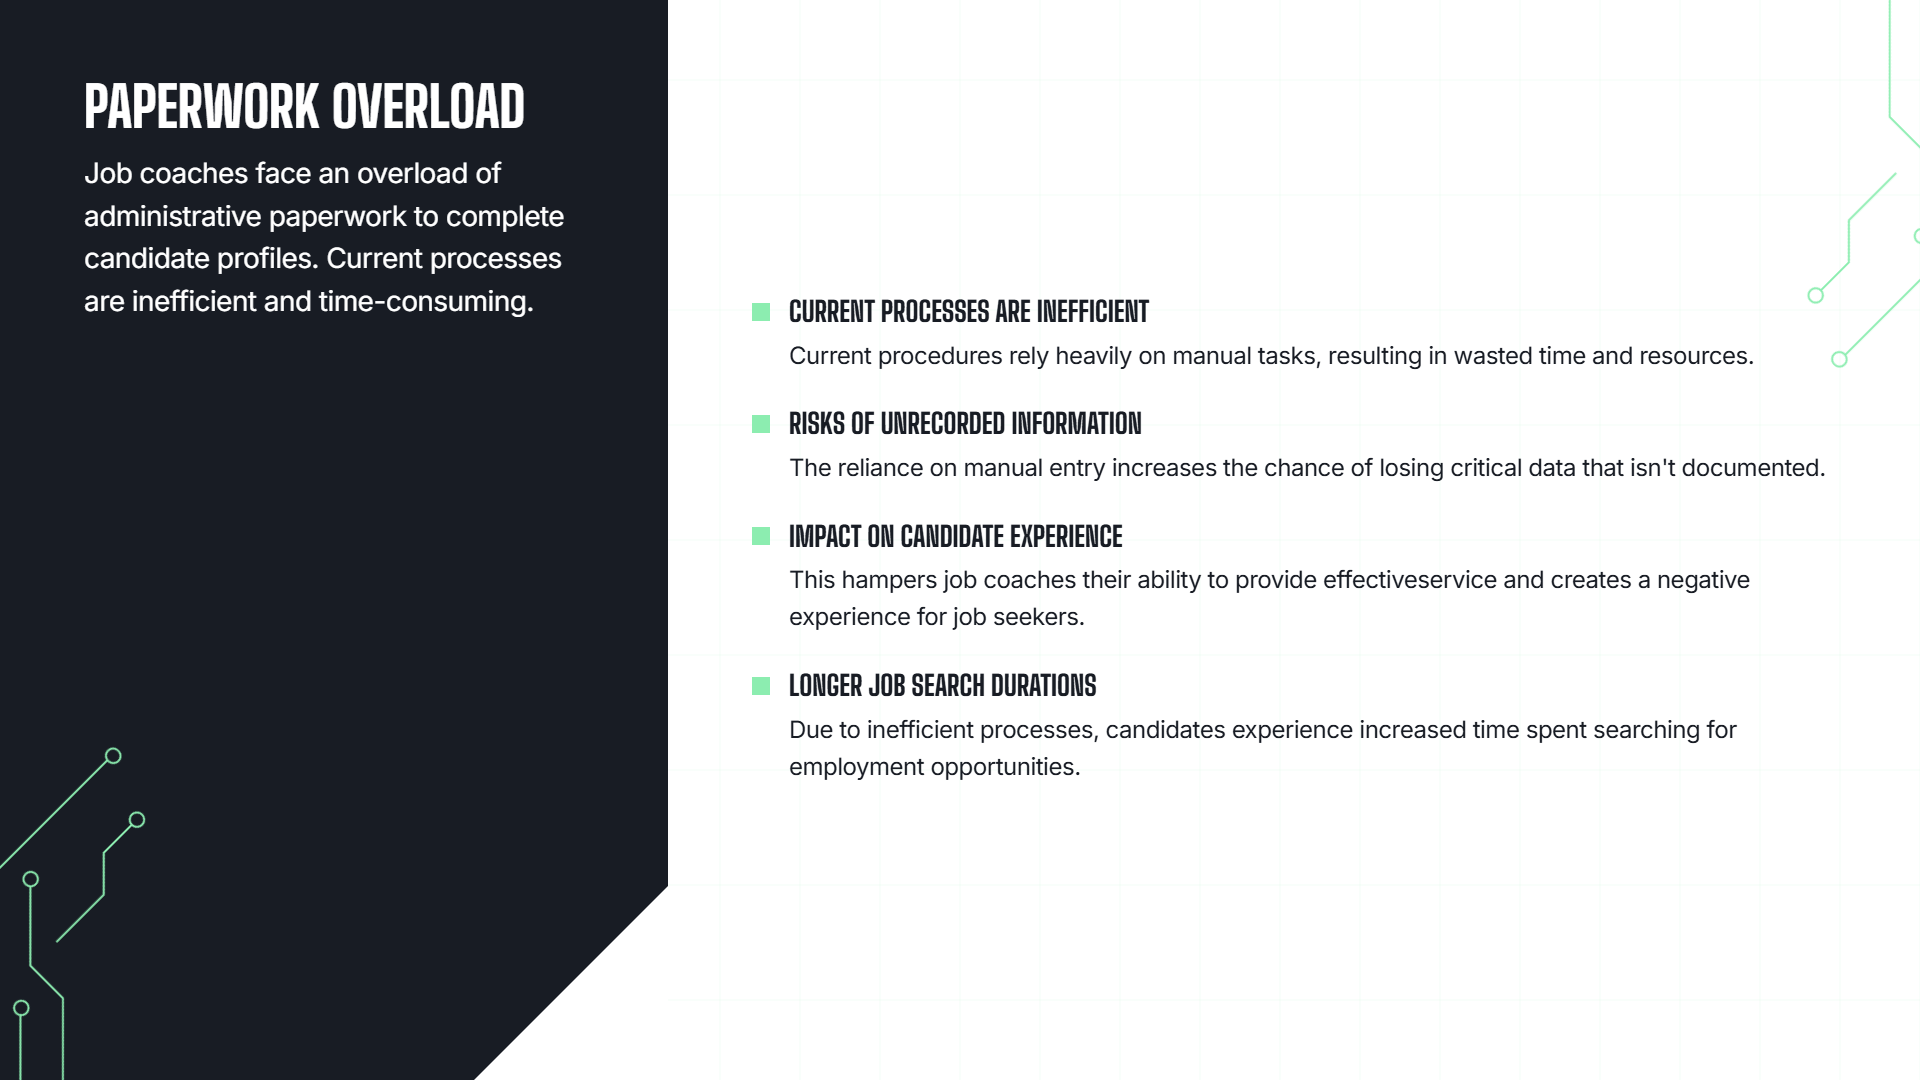 PAPERWORK OVERLOAD
Job coaches face an overload of
administrative paperwork to complete
candidate profiles. Current processes
are inefficient and time-consuming.
CURRENT PROCESSES ARE INEFFICIENT
Current procedures rely heavily on manual tasks, resulting in wasted time and resources.
RISKS OF UNRECORDED INFORMATION
The reliance on manual entry increases the chance of losing critical data that isn't documented.
IMPACT ON CANDIDATE EXPERIENCE
This hampers job coaches their ability to provide effectiveservice and creates a negative
experience for job seekers.
LONGER JOB SEARCH DURATIONS
Due to inefficient processes, candidates experience increased time spent searching for
employment opportunities.